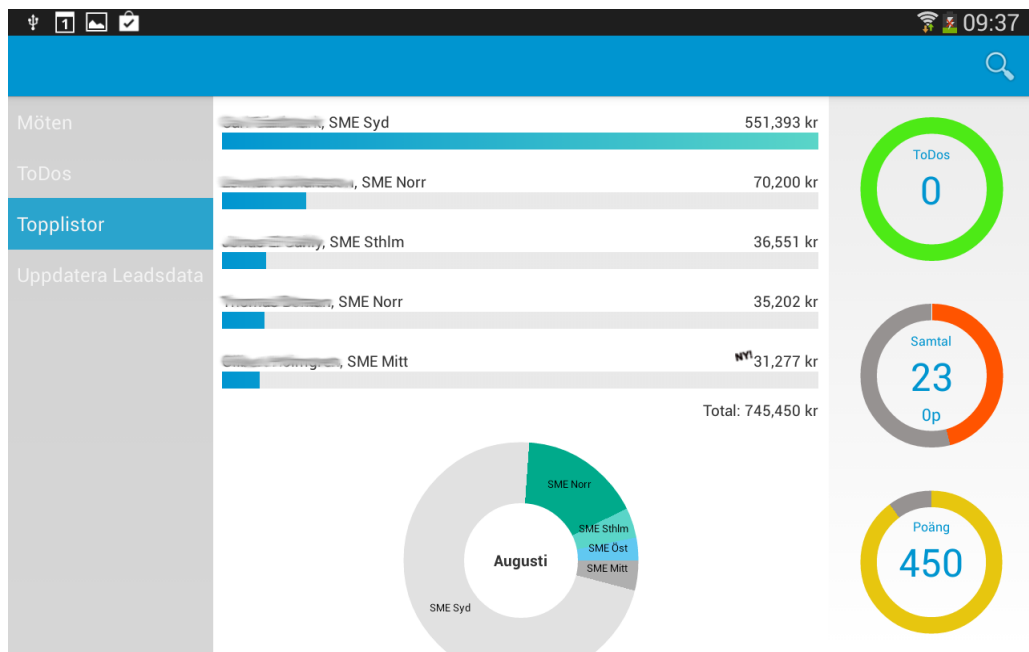 1
09:37
Möten
ToDos
Topplistor
Uppdatera Leadsdata
, SME Syd 551,393 kr
, SME Norr 70,200 kr
, SME Sthlm 36,551 kr
, SME Norr 35,202 kr
, SME Mitt NY! 31,277 kr
Total: 745,450 kr
SME Norr
SME Sthlm
SME Öst
SME Mitt
SME Syd
Augusti
ToDos
0
Samtal
23
0p
Poäng
450